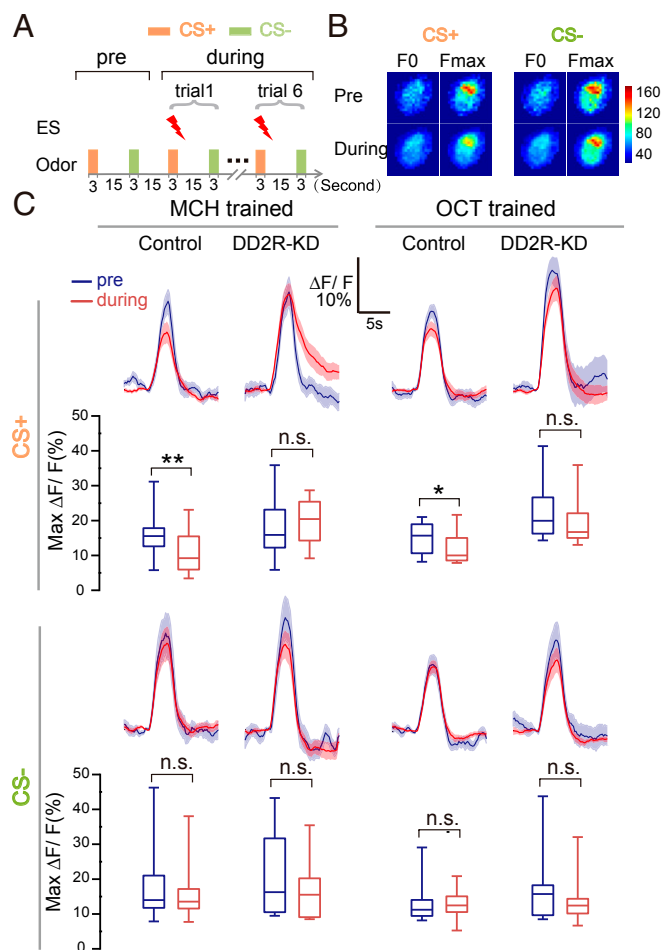 A
CS+ CS-
pre during
trial1 trial 6
ES
Odor
3 15 3 15 3 15 3 3 15 3 (Second)
B
CS+ CS-
F0 Fmax F0 Fmax
Pre
During
160
120
80
40
C
MCH trained OCT trained
Control DD2R-KD Control DD2R-KD
pre
during
ΔF/ F
10%
5s
CS+
Max ΔF/ F(%)
50
40
30
20
10
0
** n.s. * n.s.
CS-
Max ΔF/ F(%)
50
40
30
20
10
0
n.s. n.s. n.s. n.s.